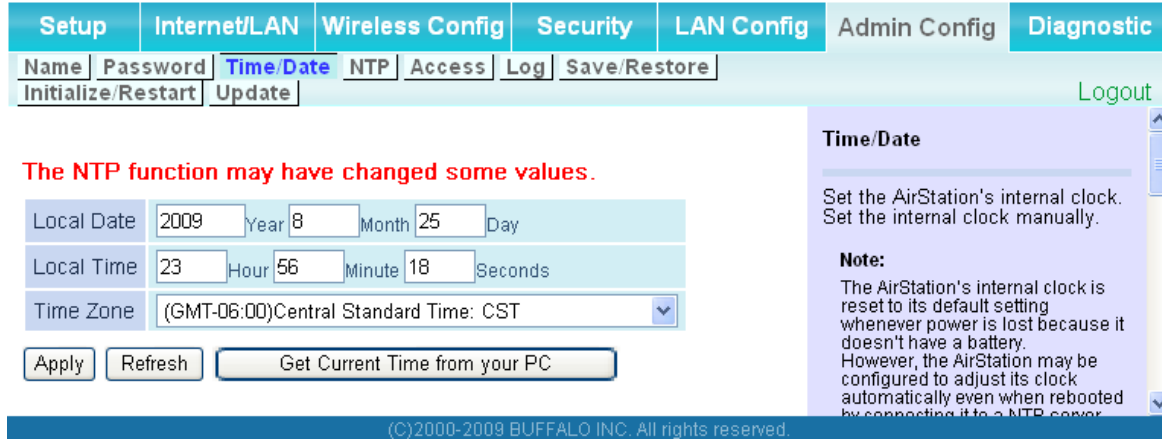 Setup Internet/LAN Wireless Config Security LAN Config Admin Config Diagnostic
Name Password Time/Date NTP Access Log Save/Restore
Initialize/Restart Update
Logout
The NTP function may have changed some values.
Local Date 2009 Year 8 Month 25 Day
Local Time 23 Hour 56 Minute 18 Seconds
Time Zone (GMT-06:00)Central Standard Time: CST
Apply Refresh Get Current Time from your PC
Time/Date
Set the AirStation's internal clock.
Set the internal clock manually.
Note:
The AirStation's internal clock is
reset to its default setting
whenever power is lost because it
doesn't have a battery.
However, the AirStation may be
configured to adjust its clock
automatically even when rebooted
by connecting it to a NTP server
(C)2000-2009 BUFFALO INC. All rights reserved.